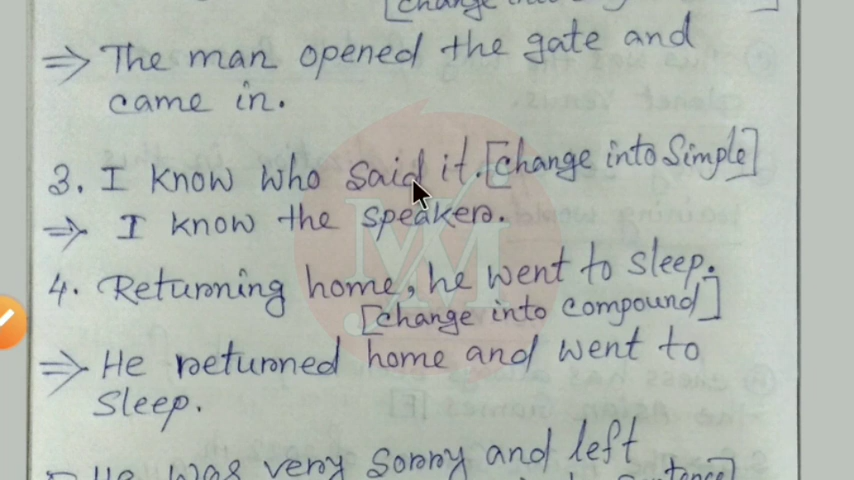 [change into
⇒ The man opened the gate and
came in.
3. I know who said it. [change into Simple]
⇒ I know the speaker.
4. Returning home, he went to sleep.
[change into compound]
⇒ He returned home and went to
Sleep.
He was very sorry and left